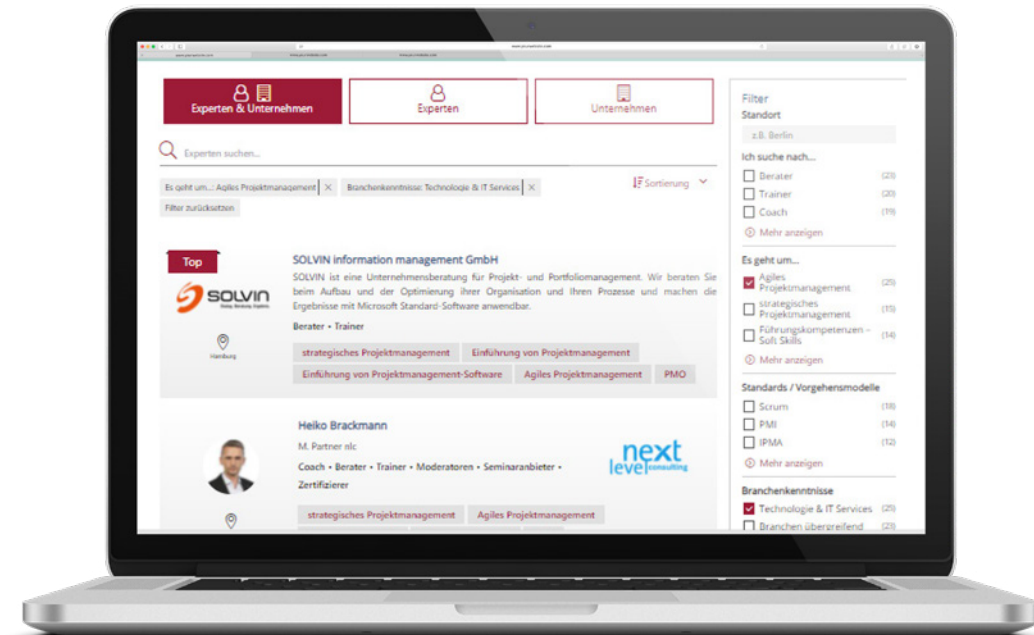 Experten & Unternehmen
Experten
Unternehmen
Experten suchen...
Es geht um...: Agiles Projektmanagement
Branchenkenntnisse: Technologie & IT Services
Sortierung
Filter zurücksetzen
Top
SOLVIN
Hamburg
SOLVIN information management GmbH
SOLVIN ist eine Unternehmensberatung für Projekt- und Portfoliomanagement. Wir beraten Sie
beim Aufbau und der Optimierung ihrer Organisation und Ihren Prozesse und machen die
Ergebnisse mit Microsoft Standard-Software anwendbar.
Berater • Trainer
strategisches Projektmanagement
Einführung von Projektmanagement
Einführung von Projektmanagement-Software
Agiles Projektmanagement
PMO
Heiko Brackmann
M. Partner nlc
Coach • Berater • Trainer • Moderatoren • Seminaranbieter •
Zertifizierer
next
level consulting
strategisches Projektmanagement
Agiles Projektmanagement
Filter
Standort
z.B. Berlin
Ich suche nach...
Berater (23)
Trainer (20)
Coach (19)
Mehr anzeigen
Es geht um...
Agiles
Projektmanagement (25)
strategisches
Projektmanagement (15)
Führungskompetenzen –
Soft Skills (14)
Mehr anzeigen
Standards / Vorgehensmodelle
Scrum (18)
PMI (14)
IPMA (12)
Mehr anzeigen
Branchenkenntnisse
Technologie & IT Services (25)
Branchen übergreifend (23)